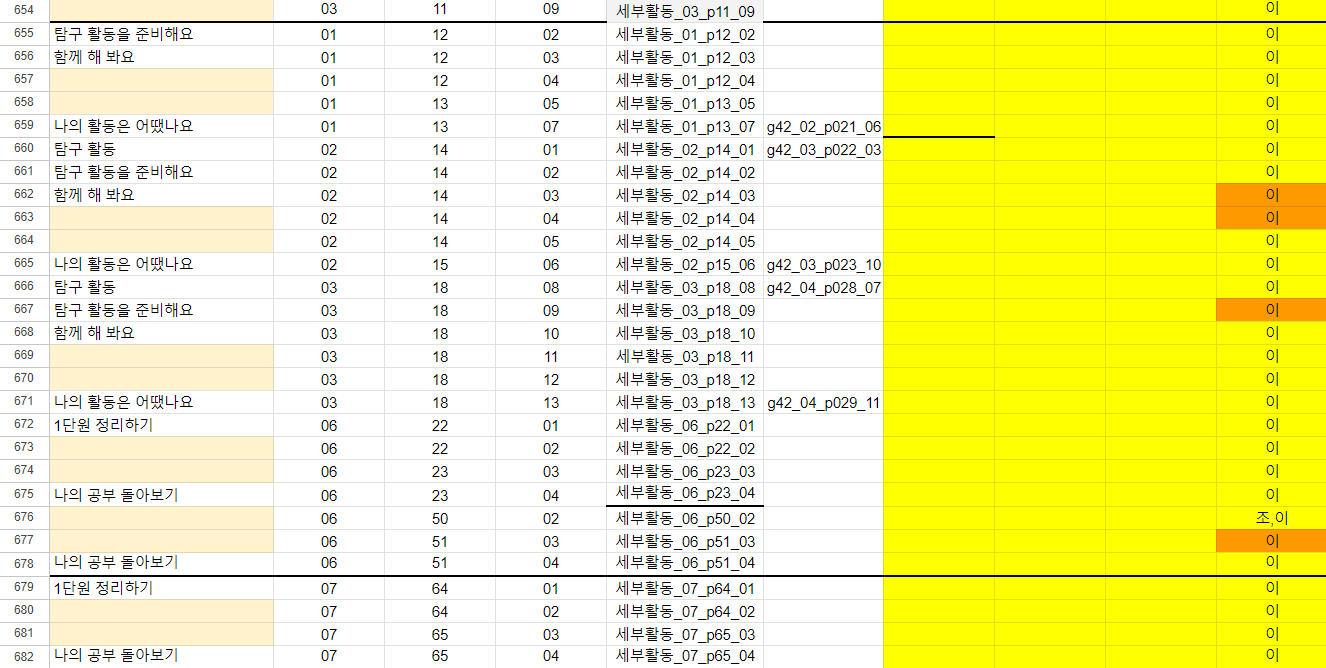 654 03 11 09 세부활동_03_p11_09 이
655 탐구 활동을 준비해요 01 12 02 세부활동_01_p12_02 이
656 함께 해 봐요 01 12 03 세부활동_01_p12_03 이
657 01 12 04 세부활동_01_p12_04 이
658 01 13 05 세부활동_01_p13_05 이
659 나의 활동은 어땠나요 01 13 07 세부활동_01_p13_07 g42_02_p021_06 이
660 탐구 활동 02 14 01 세부활동_02_p14_01 g42_03_p022_03 이
661 탐구 활동을 준비해요 02 14 02 세부활동_02_p14_02 이
662 함께 해 봐요 02 14 03 세부활동_02_p14_03 이
663 02 14 04 세부활동_02_p14_04 이
664 02 14 05 세부활동_02_p14_05 이
665 나의 활동은 어땠나요 02 15 06 세부활동_02_p15_06 g42_03_p023_10 이
666 탐구 활동 03 18 08 세부활동_03_p18_08 g42_04_p028_07 이
667 탐구 활동을 준비해요 03 18 09 세부활동_03_p18_09 이
668 함께 해 봐요 03 18 10 세부활동_03_p18_10 이
669 03 18 11 세부활동_03_p18_11 이
670 03 18 12 세부활동_03_p18_12 이
671 나의 활동은 어땠나요 03 18 13 세부활동_03_p18_13 g42_04_p029_11 이
672 1단원 정리하기 06 22 01 세부활동_06_p22_01 이
673 06 22 02 세부활동_06_p22_02 이
674 06 23 03 세부활동_06_p23_03 이
675 나의 공부 돌아보기 06 23 04 세부활동_06_p23_04 이
676 06 50 02 세부활동_06_p50_02 조,이
677 06 51 03 세부활동_06_p51_03 이
678 나의 공부 돌아보기 06 51 04 세부활동_06_p51_04 이
679 1단원 정리하기 07 64 01 세부활동_07_p64_01 이
680 07 64 02 세부활동_07_p64_02 이
681 07 65 03 세부활동_07_p65_03 이
682 나의 공부 돌아보기 07 65 04 세부활동_07_p65_04 이